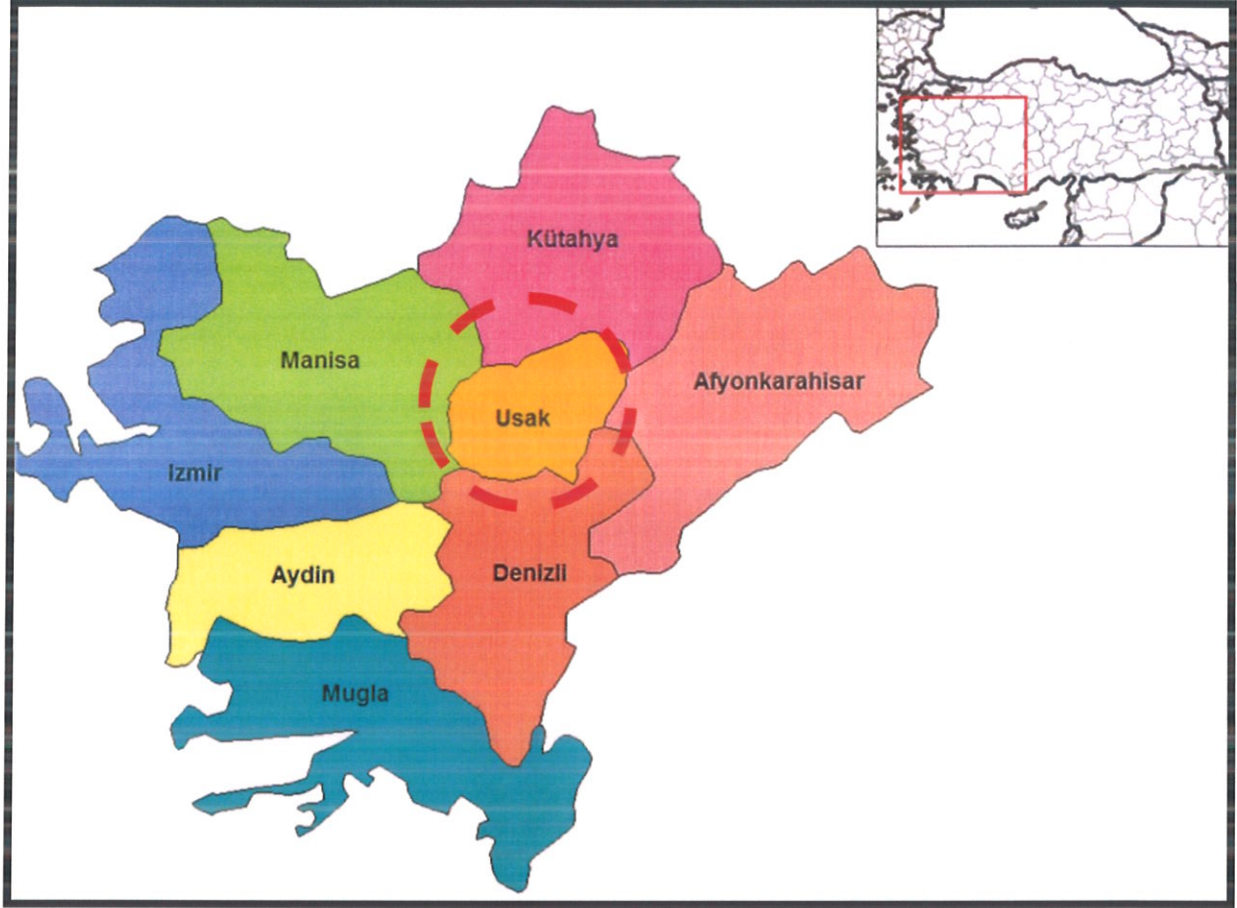 Kütahya
Manisa
Afyonkarahisar
Usak
Izmir
Aydin
Denizli
Mugla